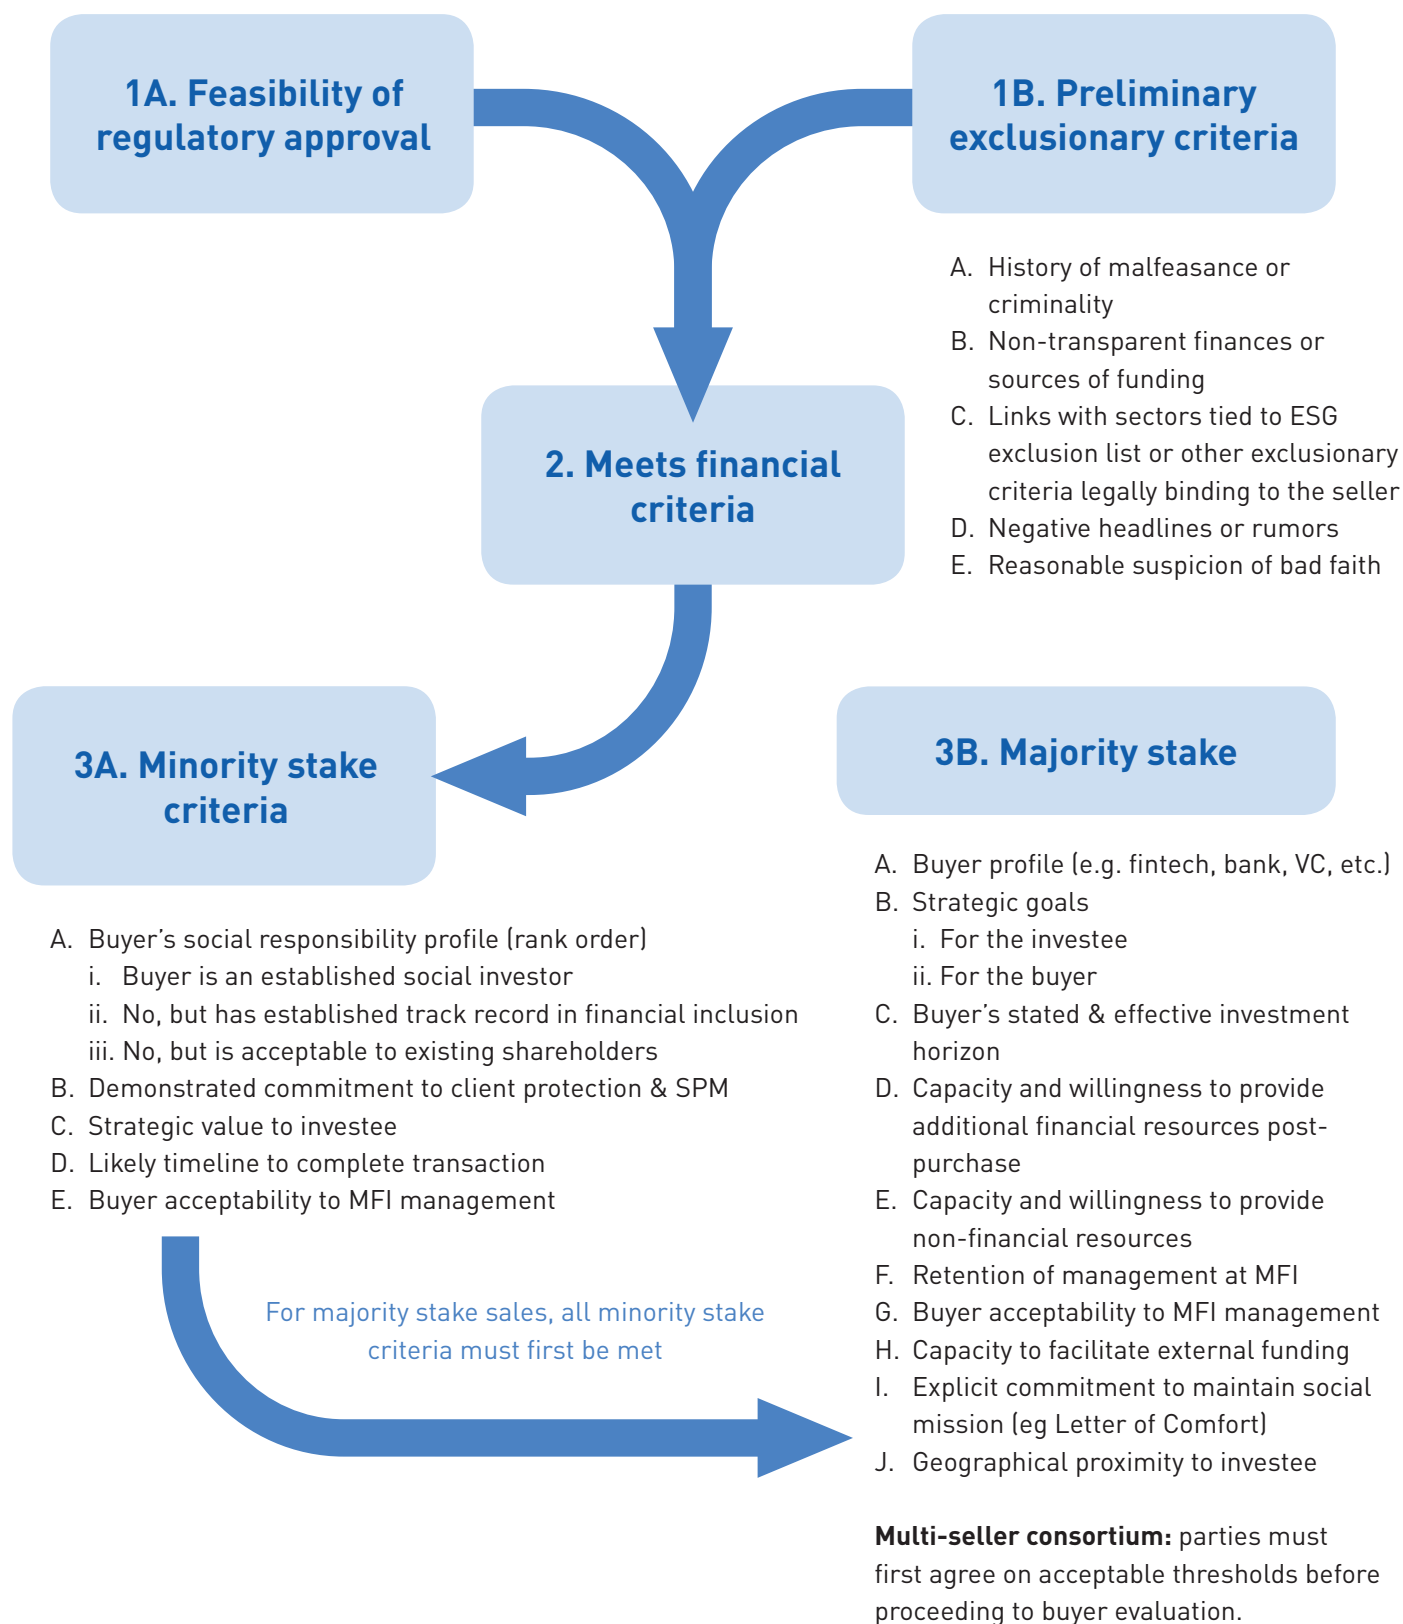 1A. Feasibility of
regulatory approval
1B. Preliminary
exclusionary criteria
A. History of malfeasance or
criminality
B. Non-transparent finances or
sources of funding
C. Links with sectors tied to ESG
exclusion list or other exclusionary
criteria legally binding to the seller
D. Negative headlines or rumors
E. Reasonable suspicion of bad faith
2. Meets financial
criteria
3A. Minority stake
criteria
A. Buyer's social responsibility profile (rank order)
i. Buyer is an established social investor
ii. No, but has established track record in financial inclusion
iii. No, but is acceptable to existing shareholders
B. Demonstrated commitment to client protection & SPM
C. Strategic value to investee
D. Likely timeline to complete transaction
E. Buyer acceptability to MFI management
For majority stake sales, all minority stake
criteria must first be met
3B. Majority stake
A. Buyer profile (e.g. fintech, bank, VC, etc.)
B. Strategic goals
i. For the investee
ii. For the buyer
C. Buyer's stated & effective investment
horizon
D. Capacity and willingness to provide
additional financial resources post-
purchase
E. Capacity and willingness to provide
non-financial resources
F. Retention of management at MFI
G. Buyer acceptability to MFI management
H. Capacity to facilitate external funding
I. Explicit commitment to maintain social
mission (eg Letter of Comfort)
J. Geographical proximity to investee
Multi-seller consortium: parties must
first agree on acceptable thresholds before
proceeding to buyer evaluation.